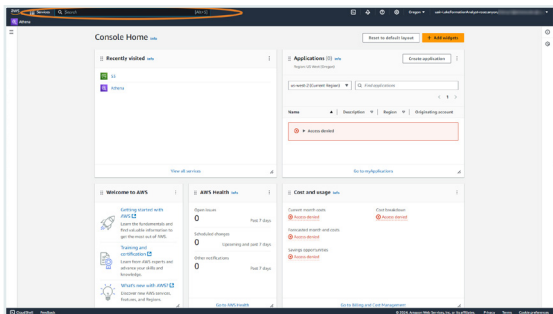 aws Services Search [Alt+S] Oregon
Athena
Console Home Info
Reset to default layout
+ Add widgets
Recently visited Info
S3
Athena
View all services
Applications (0) Info
Create application
Region: US West (Oregon)
us-west-2 (Current Region)
Find applications
1
Name
Description
Region
Originating account
Access denied
Go to myApplications
Welcome to AWS
Getting started with AWS
Learn the fundamentals and find valuable information to get the most out of AWS.
Training and certification
Learn from AWS experts and advance your skills and knowledge.
What's new with AWS?
Discover new AWS services, features, and Regions.
AWS Health Info
Open issues
0
Past 7 days
Scheduled changes
0
Upcoming and past 7 days
Other notifications
0
Past 7 days
Go to AWS Health
Cost and usage Info
Current month costs
Access denied
Cost breakdown
Access denied
Forecasted month end costs
Access denied
Savings opportunities
Access denied
Go to Billing and Cost Management
CloudShell Feedback
© 2024, Amazon Web Services, Inc. or its affiliates. Privacy Terms Cookie preferences